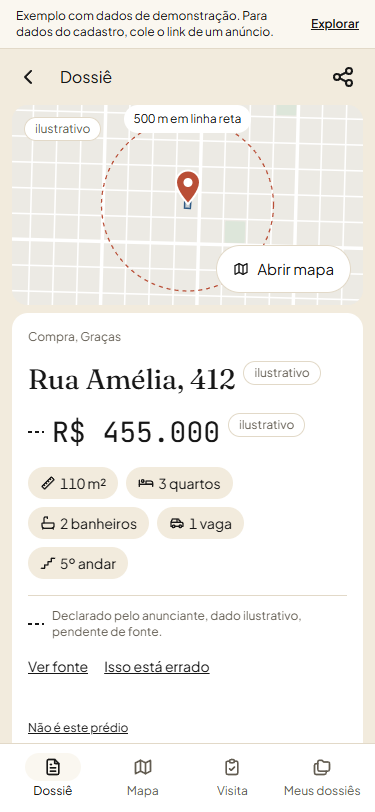 Exemplo com dados de demonstração. Para
dados do cadastro, cole o link de um anúncio.
Explorar
Dossiê
500 m em linha reta
ilustrativo
Abrir mapa
Compra, Graças
Rua Amélia, 412
ilustrativo
R$ 455.000
ilustrativo
110 m²
3 quartos
2 banheiros
1 vaga
5º andar
Declarado pelo anunciante, dado ilustrativo,
pendente de fonte.
Ver fonte
Isso está errado
Não é este prédio
Dossiê
Mapa
Visita
Meus dossiês